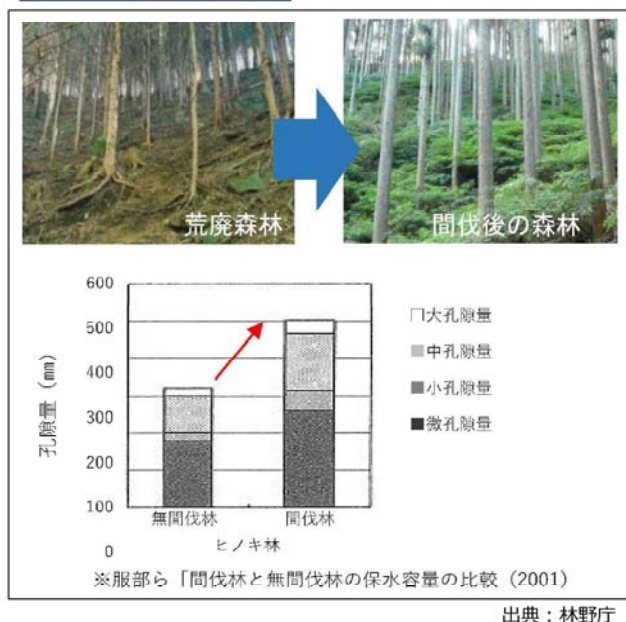 荒廃森林
間伐後の森林
600
500
400
300
200
100
0
孔隙量 (mm)
無間伐林
間伐林
ヒノキ林
□大孔隙量
中孔隙量
小孔隙量
微孔隙量
※服部ら「間伐林と無間伐林の保水容量の比較（2001）
出典：林野庁